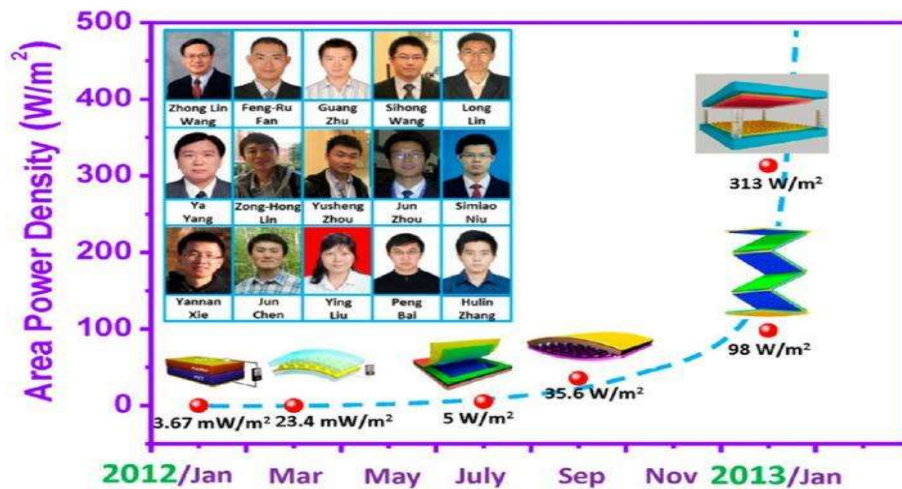 Area Power Density (W/m²)
500
400
300
200
100
0
Zhong Lin
Wang
Feng-Ru
Fan
Guang
Zhu
Sihong
Wang
Long
Lin
Ya
Yang
Zong-Hong
Lin
Yusheng
Zhou
Jun
Zhou
Simiao
Niu
Yannan
Xie
Jun
Chen
Ying
Liu
Peng
Bai
Hulin
Zhang
313 W/m²
98 W/m²
3.67 mW/m²
23.4 mW/m²
5 W/m²
35.6 W/m²
2012/Jan Mar May July Sep Nov 2013/Jan